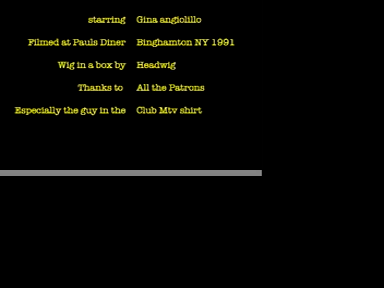 starring Gina angiolillo
Filmed at Pauls Diner Binghamton NY 1991
Wig in a box by Hedwig
Thanks to All the Patrons
Especially the guy in the Club Mtv shirt